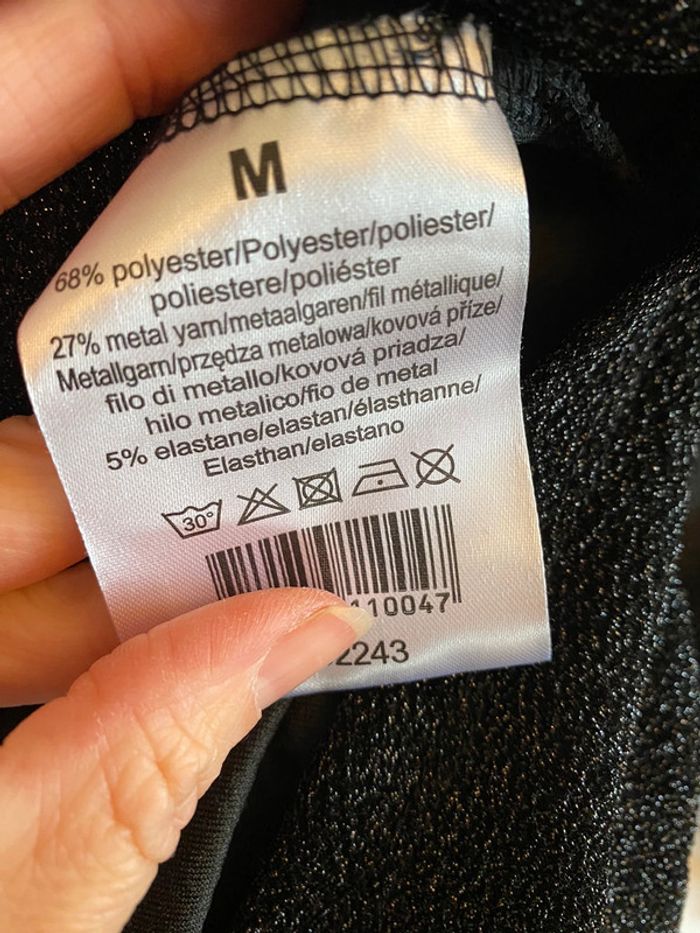 M
68% polyester/Polyester/poliester/
poliestere/poliéster
27% metal yarn/metaalgaren/fil métallique/
Metallgarn/przędza metalowa/kovová příze/
filo di metallo/kovová priadza/
hilo metalico/fio de metal
5% elastane/elastan/élasthanne/
Elasthan/elastano
30°
110047
2243